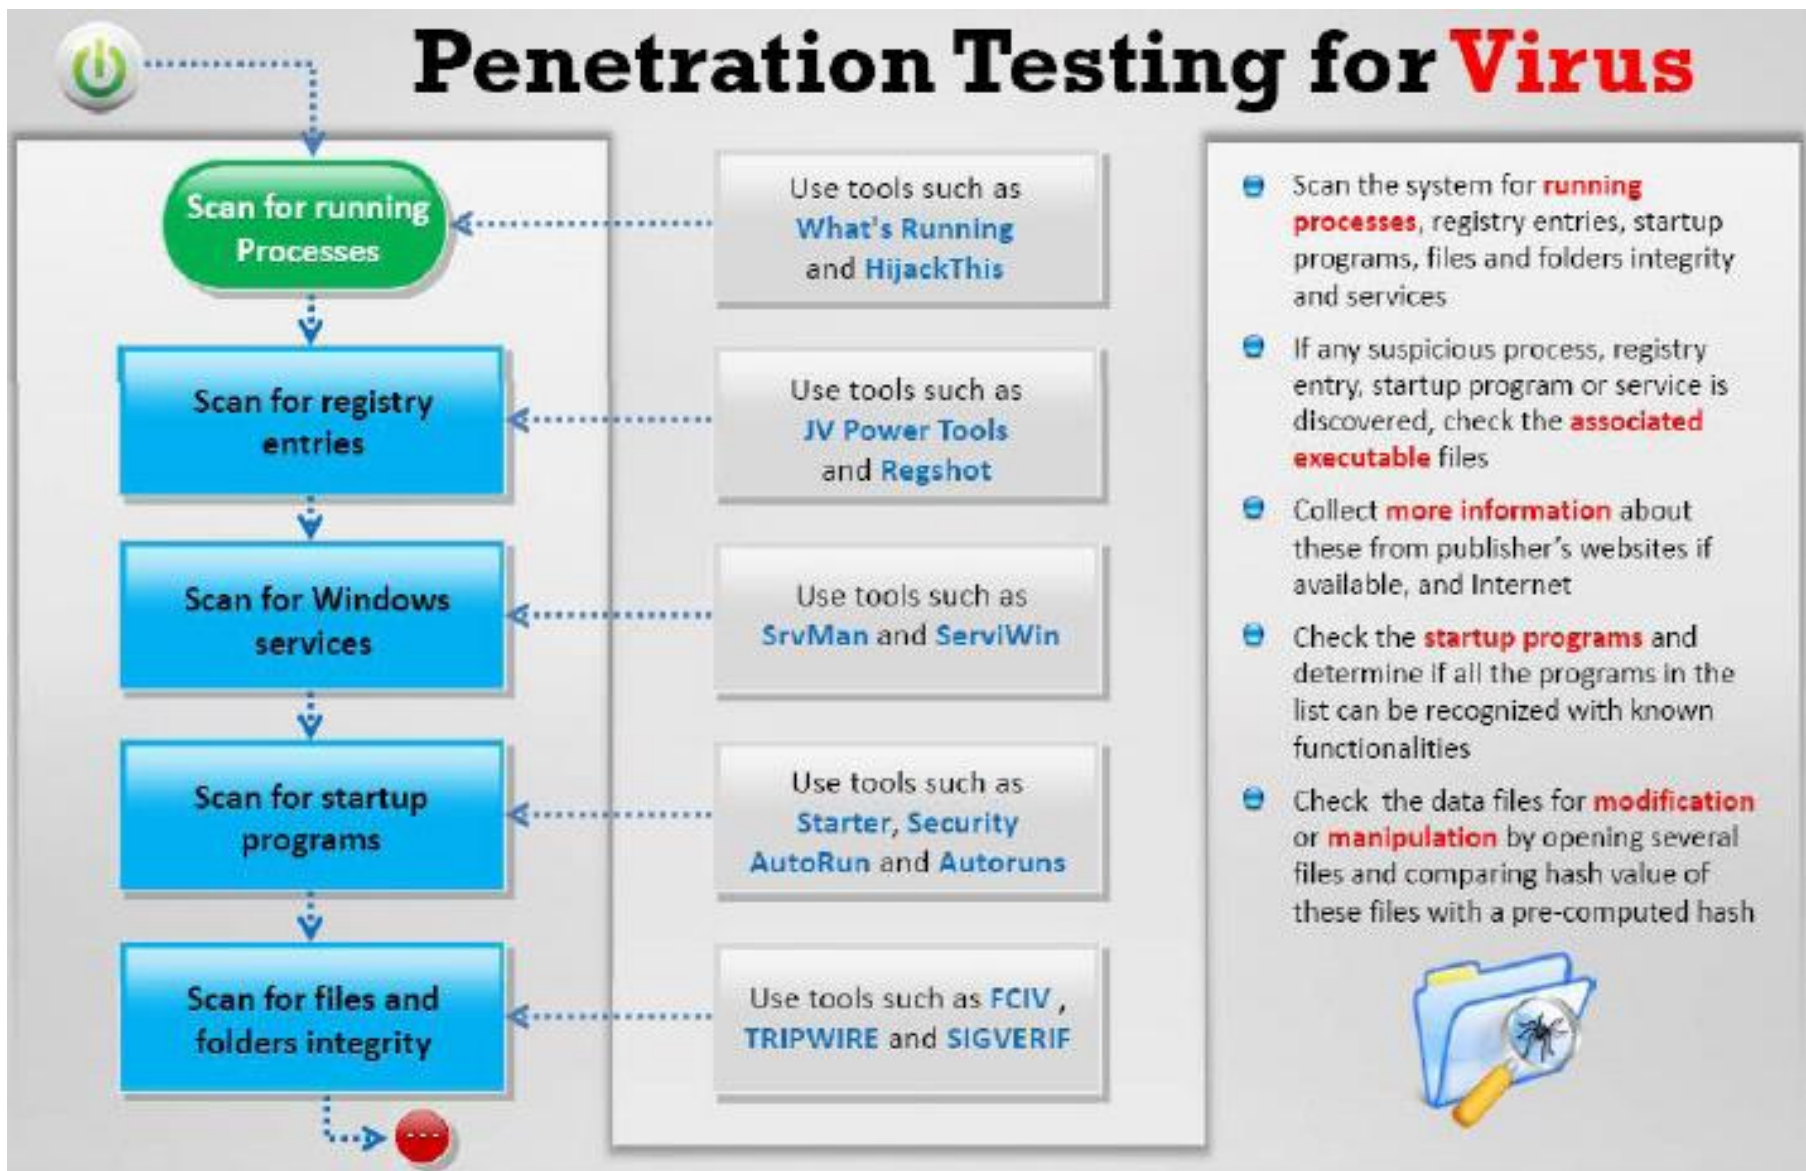 Penetration Testing for Virus
Scan for running
Processes
Use tools such as
What's Running
and HijackThis
Scan for registry
entries
Use tools such as
JV Power Tools
and Regshot
Scan for Windows
services
Use tools such as
SrvMan and ServiWin
Scan for startup
programs
Use tools such as
Starter, Security
AutoRun and Autoruns
Scan for files and
folders integrity
Use tools such as FCIV ,
TRIPWIRE and SIGVERIF
Scan the system for running
processes, registry entries, startup
programs, files and folders integrity
and services
If any suspicious process, registry
entry, startup program or service is
discovered, check the associated
executable files
Collect more information about
these from publisher's websites if
available, and Internet
Check the startup programs and
determine if all the programs in the
list can be recognized with known
functionalities
Check the data files for modification
or manipulation by opening several
files and comparing hash value of
these files with a pre-computed hash